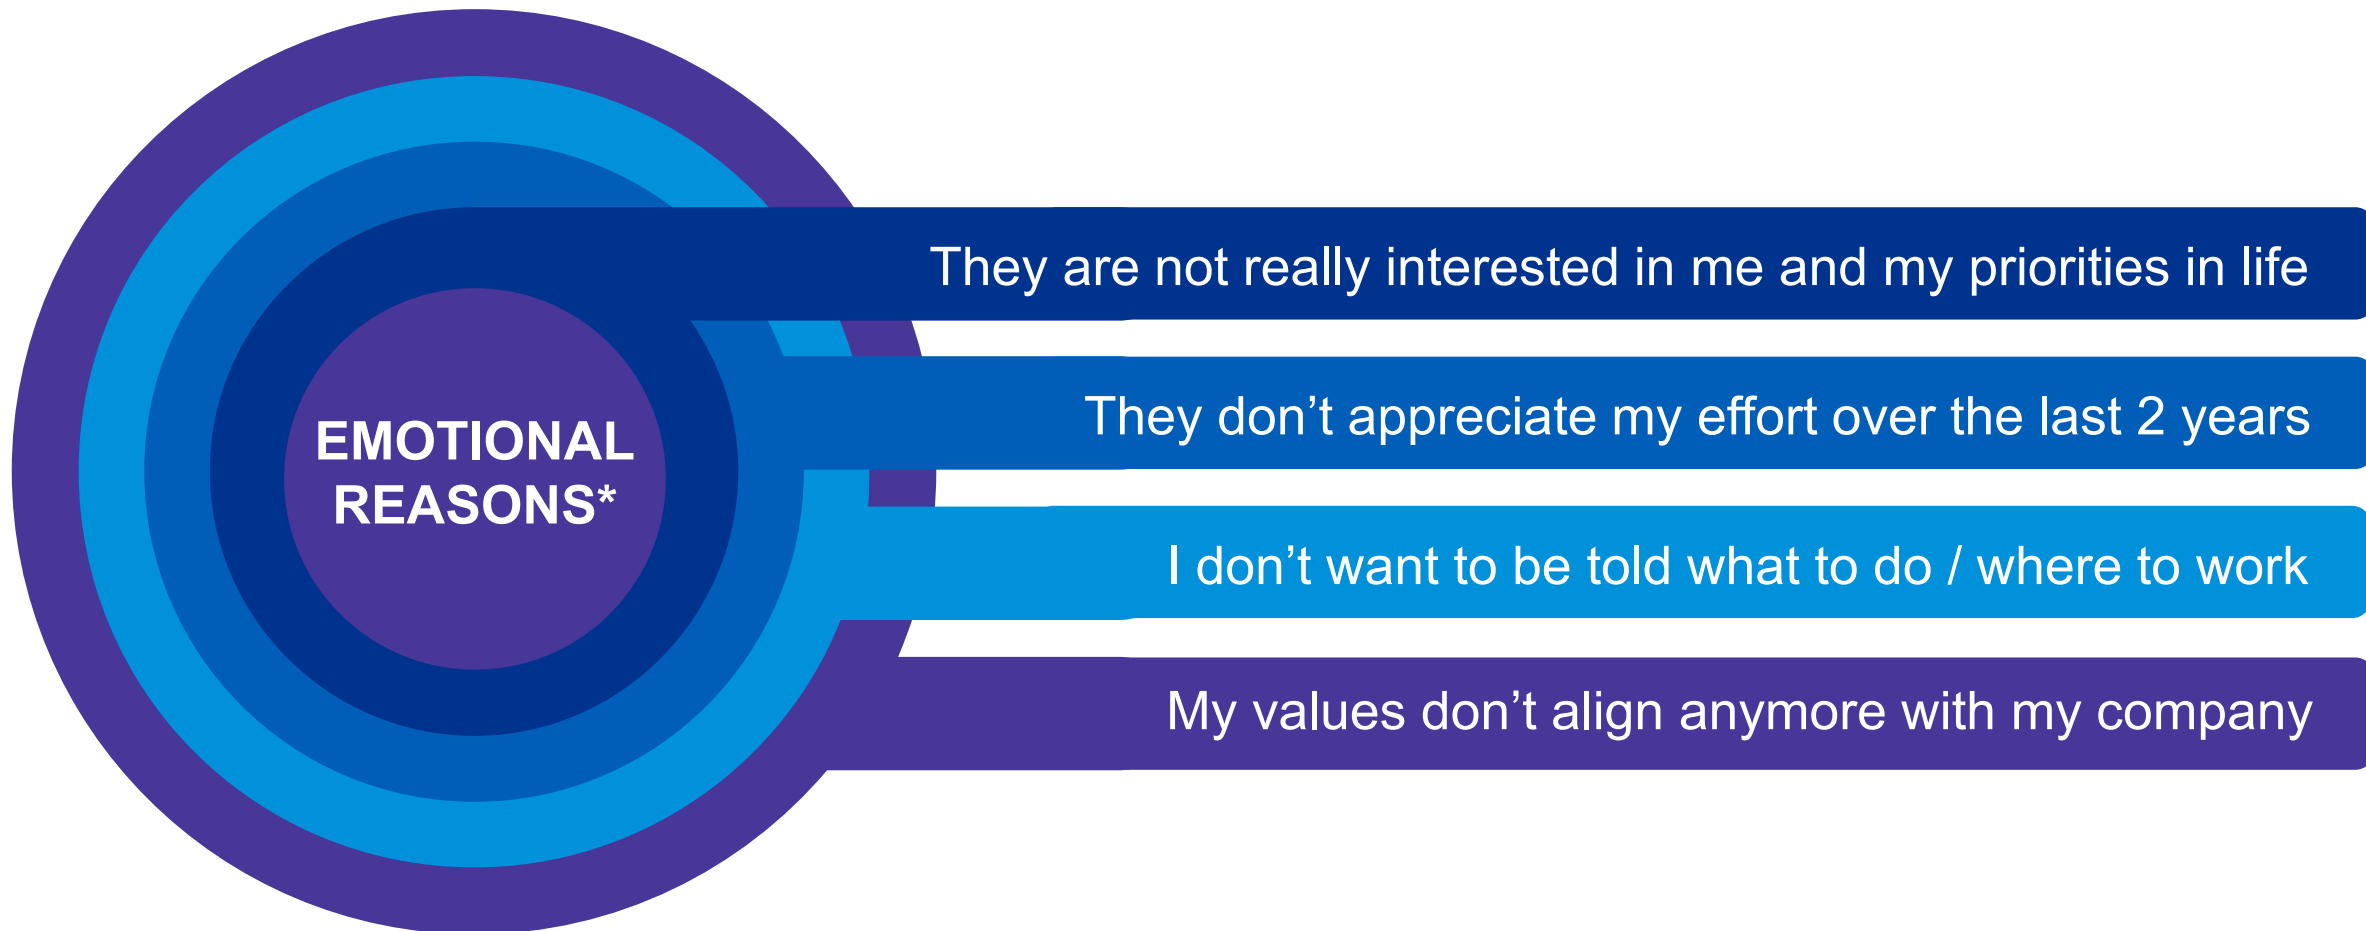 EMOTIONAL
REASONS*
They are not really interested in me and my priorities in life
They don’t appreciate my effort over the last 2 years
I don’t want to be told what to do / where to work
My values don’t align anymore with my company